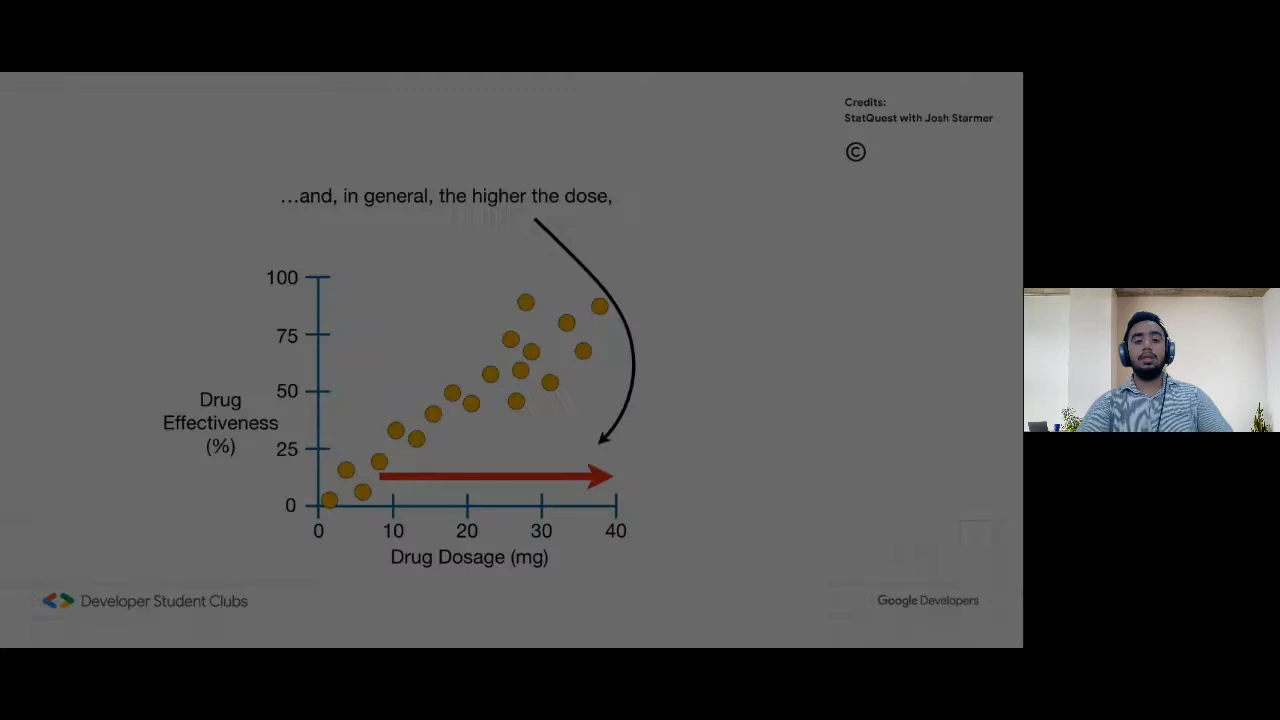 Credits:
StatQuest with Josh Starmer
©
…and, in general, the higher the dose,
100
75
50
25
0
Drug
Effectiveness
(%)
0 10 20 30 40
Drug Dosage (mg)
Developer Student Clubs
Google Developers